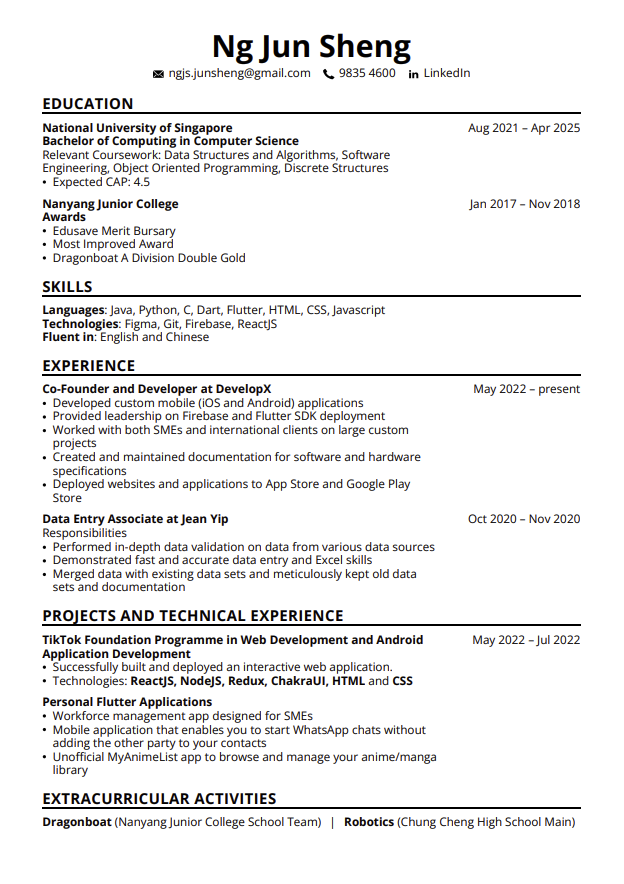 Ng Jun Sheng
ngjs.junsheng@gmail.com 9835 4600 LinkedIn
EDUCATION
National University of Singapore Aug 2021 – Apr 2025
Bachelor of Computing in Computer Science
Relevant Coursework: Data Structures and Algorithms, Software
Engineering, Object Oriented Programming, Discrete Structures
• Expected CAP: 4.5
Nanyang Junior College Jan 2017 – Nov 2018
Awards
• Edusave Merit Bursary
• Most Improved Award
• Dragonboat A Division Double Gold
SKILLS
Languages: Java, Python, C, Dart, Flutter, HTML, CSS, Javascript
Technologies: Figma, Git, Firebase, ReactJS
Fluent in: English and Chinese
EXPERIENCE
Co-Founder and Developer at DevelopX May 2022 – present
• Developed custom mobile (iOS and Android) applications
• Provided leadership on Firebase and Flutter SDK deployment
• Worked with both SMEs and international clients on large custom
projects
• Created and maintained documentation for software and hardware
specifications
• Deployed websites and applications to App Store and Google Play
Store
Data Entry Associate at Jean Yip Oct 2020 – Nov 2020
Responsibilities
• Performed in-depth data validation on data from various data sources
• Demonstrated fast and accurate data entry and Excel skills
• Merged data with existing data sets and meticulously kept old data
sets and documentation
PROJECTS AND TECHNICAL EXPERIENCE
TikTok Foundation Programme in Web Development and Android May 2022 – Jul 2022
Application Development
• Successfully built and deployed an interactive web application.
• Technologies: ReactJS, NodeJS, Redux, ChakraUI, HTML and CSS
Personal Flutter Applications
• Workforce management app designed for SMEs
• Mobile application that enables you to start WhatsApp chats without
adding the other party to your contacts
• Unofficial MyAnimeList app to browse and manage your anime/manga
library
EXTRACURRICULAR ACTIVITIES
Dragonboat (Nanyang Junior College School Team) | Robotics (Chung Cheng High School Main)